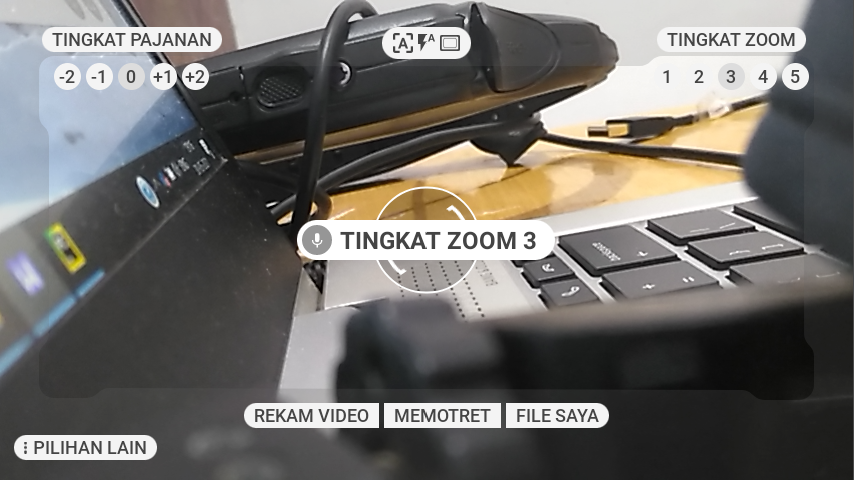 TINGKAT PAJANAN
-2 -1 0 +1 +2
A
A
TINGKAT ZOOM
1 2 3 4 5
TINGKAT ZOOM 3
REKAM VIDEO
MEMOTRET
FILE SAYA
PILIHAN LAIN